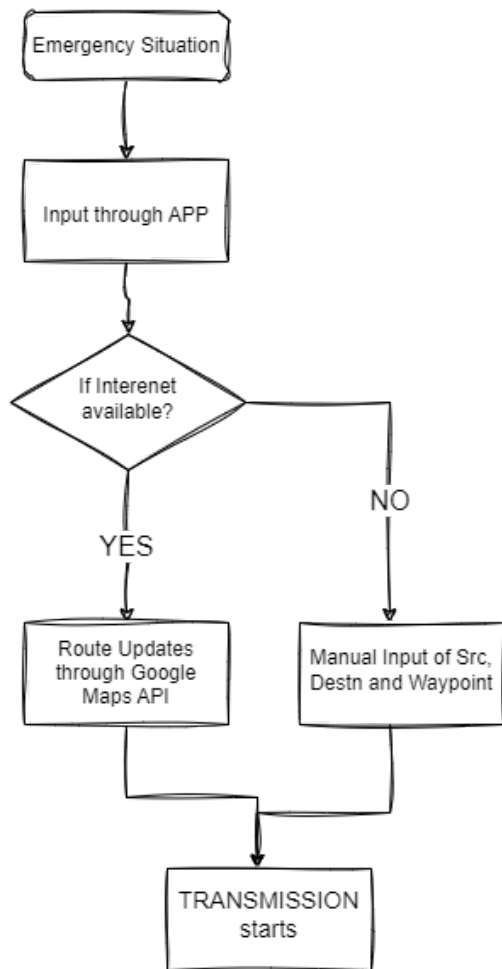 Emergency Situation
Input through APP
If Interenet
available?
YES
NO
Route Updates
through Google
Maps API
Manual Input of Src,
Destn and Waypoint
TRANSMISSION
starts